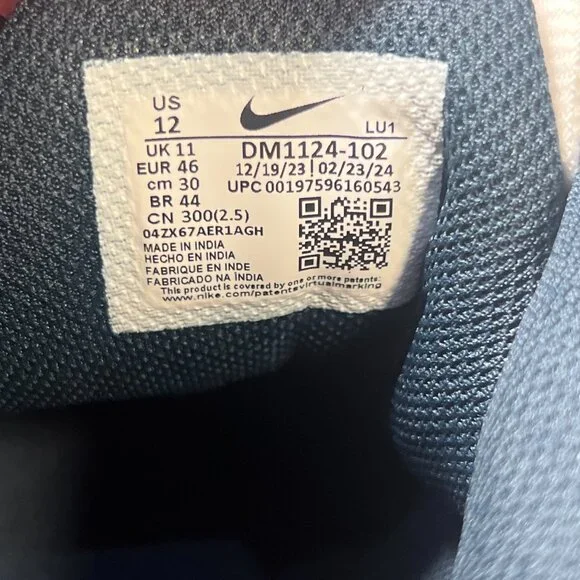 US
12
LU1
UK 11
DM1124-102
EUR 46
12/19/23 | 02/23/24
cm 30
UPC 00197596160543
BR 44
CN 300(2.5)
04ZX67AER1AGH
MADE IN INDIA
HECHO EN INDIA
FABRIQUE EN INDE
FABRICADO NA ÍNDIA
This product is covered by one or more patents:
www.nike.com/patentsvirtualmarking